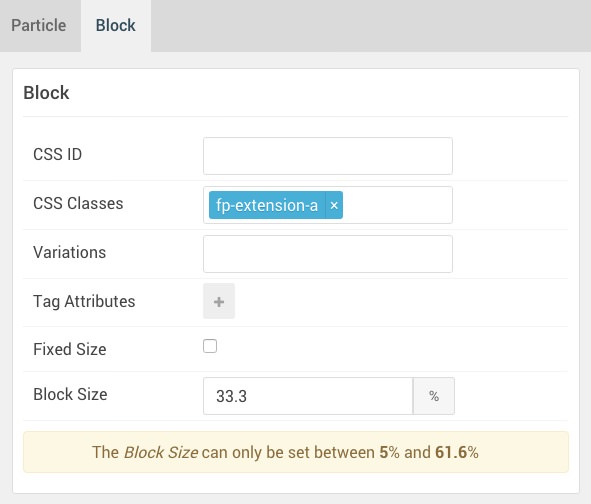 Particle
Block
Block
CSS ID
CSS Classes
fp-extension-a ×
Variations
Tag Attributes
+
Fixed Size
Block Size
33.3
%
The Block Size can only be set between 5% and 61.6%